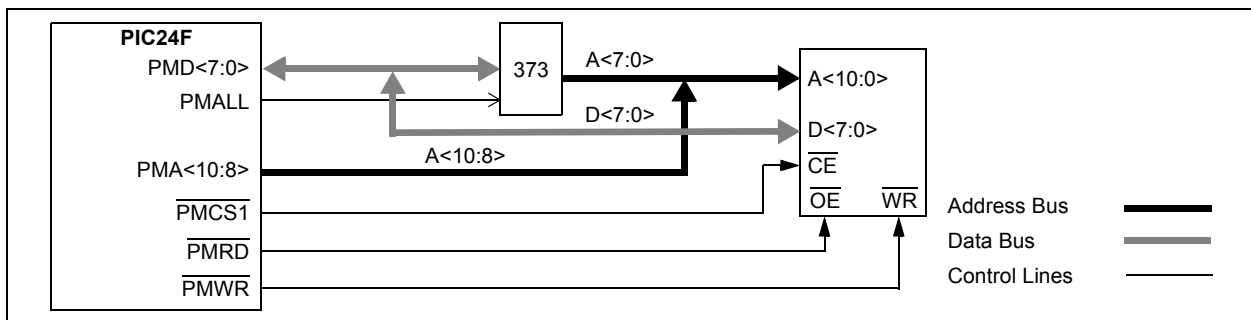 PIC24F
PMD<7:0>
PMALL
PMA<10:8>
PMCS1
PMRD
PMWR
373
A<7:0>
D<7:0>
A<10:8>
A<10:0>
D<7:0>
CE
OE WR
Address Bus
Data Bus
Control Lines